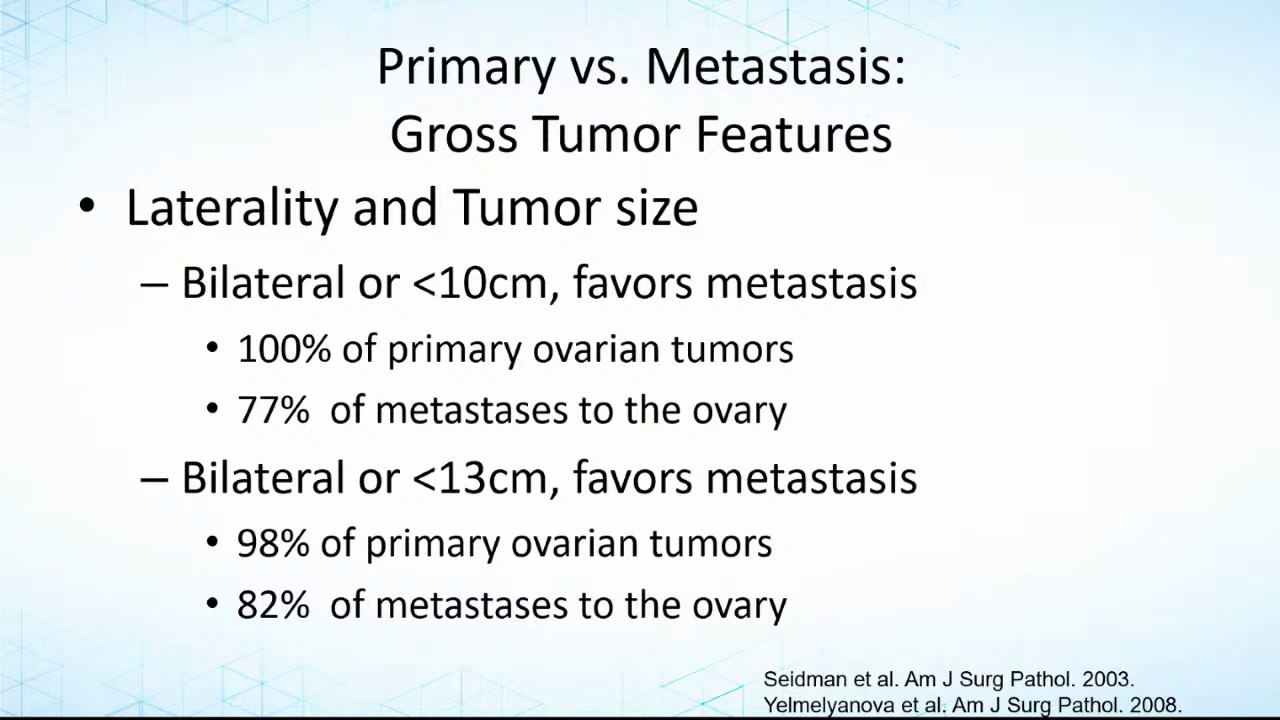 Primary vs. Metastasis:
Gross Tumor Features
• Laterality and Tumor size
– Bilateral or <10cm, favors metastasis
• 100% of primary ovarian tumors
• 77% of metastases to the ovary
– Bilateral or <13cm, favors metastasis
• 98% of primary ovarian tumors
• 82% of metastases to the ovary
Seidman et al. Am J Surg Pathol. 2003.
Yelmelyanova et al. Am J Surg Pathol. 2008.